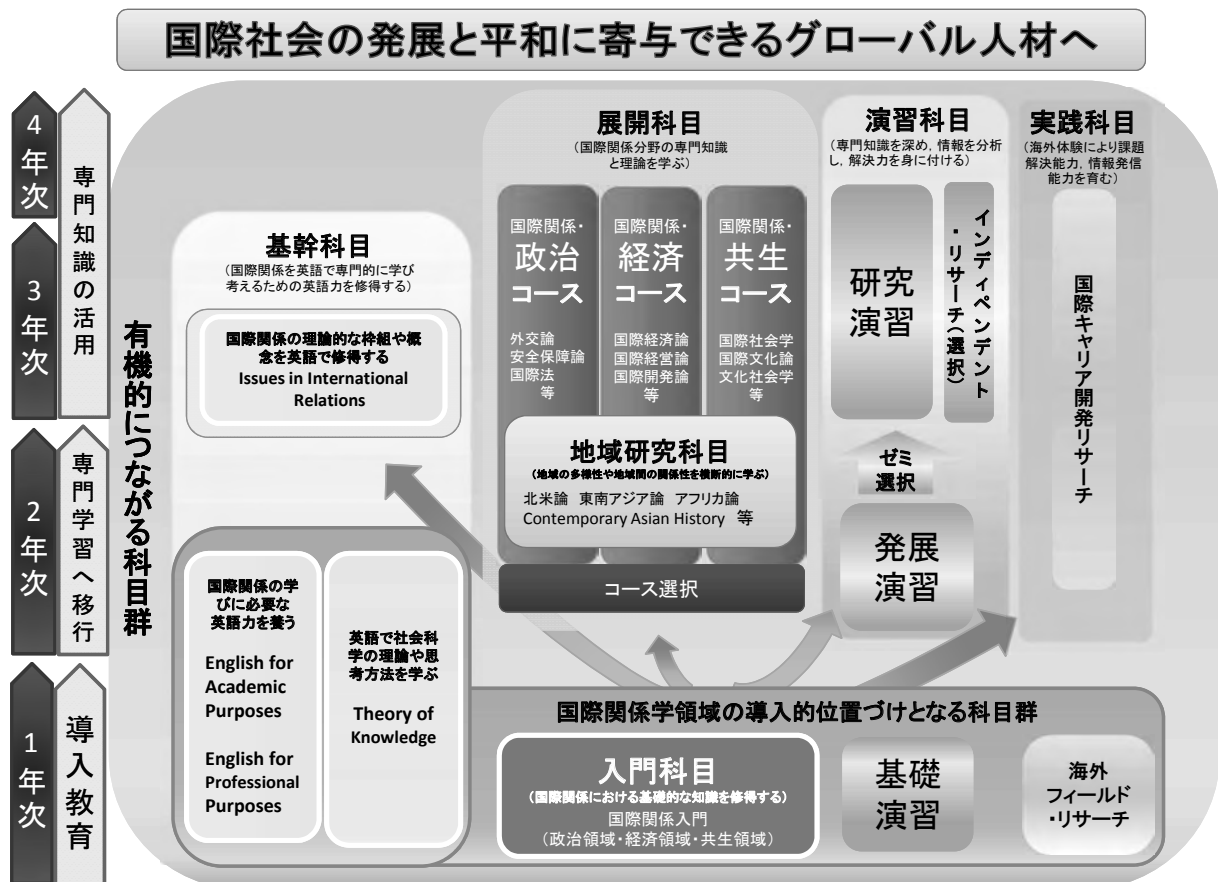 国際社会の発展と平和に寄与できるグローバル人材へ
4年次
3年次
2年次
1年次
専門知識の活用
専門学習へ移行
導入教育
有機的につながる科目群
基幹科目
(国際関係を英語で専門的に学び
考えるための英語力を修得する)
国際関係の理論的な枠組や概
念を英語で修得する
Issues in International
Relations
国際関係の学
びに必要な
英語力を養う
English for
Academic
Purposes
English for
Professional
Purposes
英語で社会科
学の理論や思
考方法を学ぶ
Theory of
Knowledge
展開科目
(国際関係分野の専門知識
と理論を学ぶ)
国際関係・
政治
コース
外交論
安全保障論
国際法
等
国際関係・
経済
コース
国際経済論
国際経営論
国際開発論
等
国際関係・
共生
コース
国際社会学
国際文化論
文化社会学
等
地域研究科目
(地域の多様性や地域間の関係性を横断的に学ぶ)
北米論 東南アジア論 アフリカ論
Contemporary Asian History 等
コース選択
演習科目
(専門知識を深め,情報を分析
し,解決力を身に付ける)
研究
演習
インディペンデント
・リサーチ(選択)
ゼミ
選択
発展
演習
実践科目
(海外体験により課題
解決能力,情報発信
能力を育む)
国際キャリア開発リサーチ
国際関係学領域の導入的位置づけとなる科目群
入門科目
(国際関係における基礎的な知識を修得する)
国際関係入門
(政治領域・経済領域・共生領域)
基礎
演習
海外
フィールド
・リサーチ